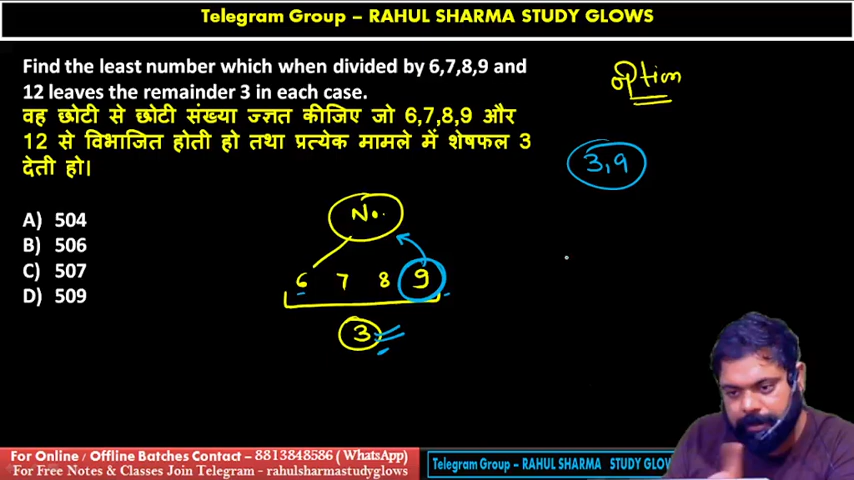 Telegram Group – RAHUL SHARMA STUDY GLOWS
Find the least number which when divided by 6,7,8,9 and
12 leaves the remainder 3 in each case.
वह छोटी से छोटी संख्या ज्ञात कीजिए जो 6,7,8,9 और
12 से विभाजित होती हो तथा प्रत्येक मामले में शेषफल 3
देती हो।
A) 504
B) 506
C) 507
D) 509
option
3,9
No.
6 7 8 9
3
For Online / Offline Batches Contact – 8813848586 ( WhatsApp)
For Free Notes & Classes Join Telegram - rahulsharmastudyglows
Telegram Group – RAHUL SHARMA STUDY GLOW